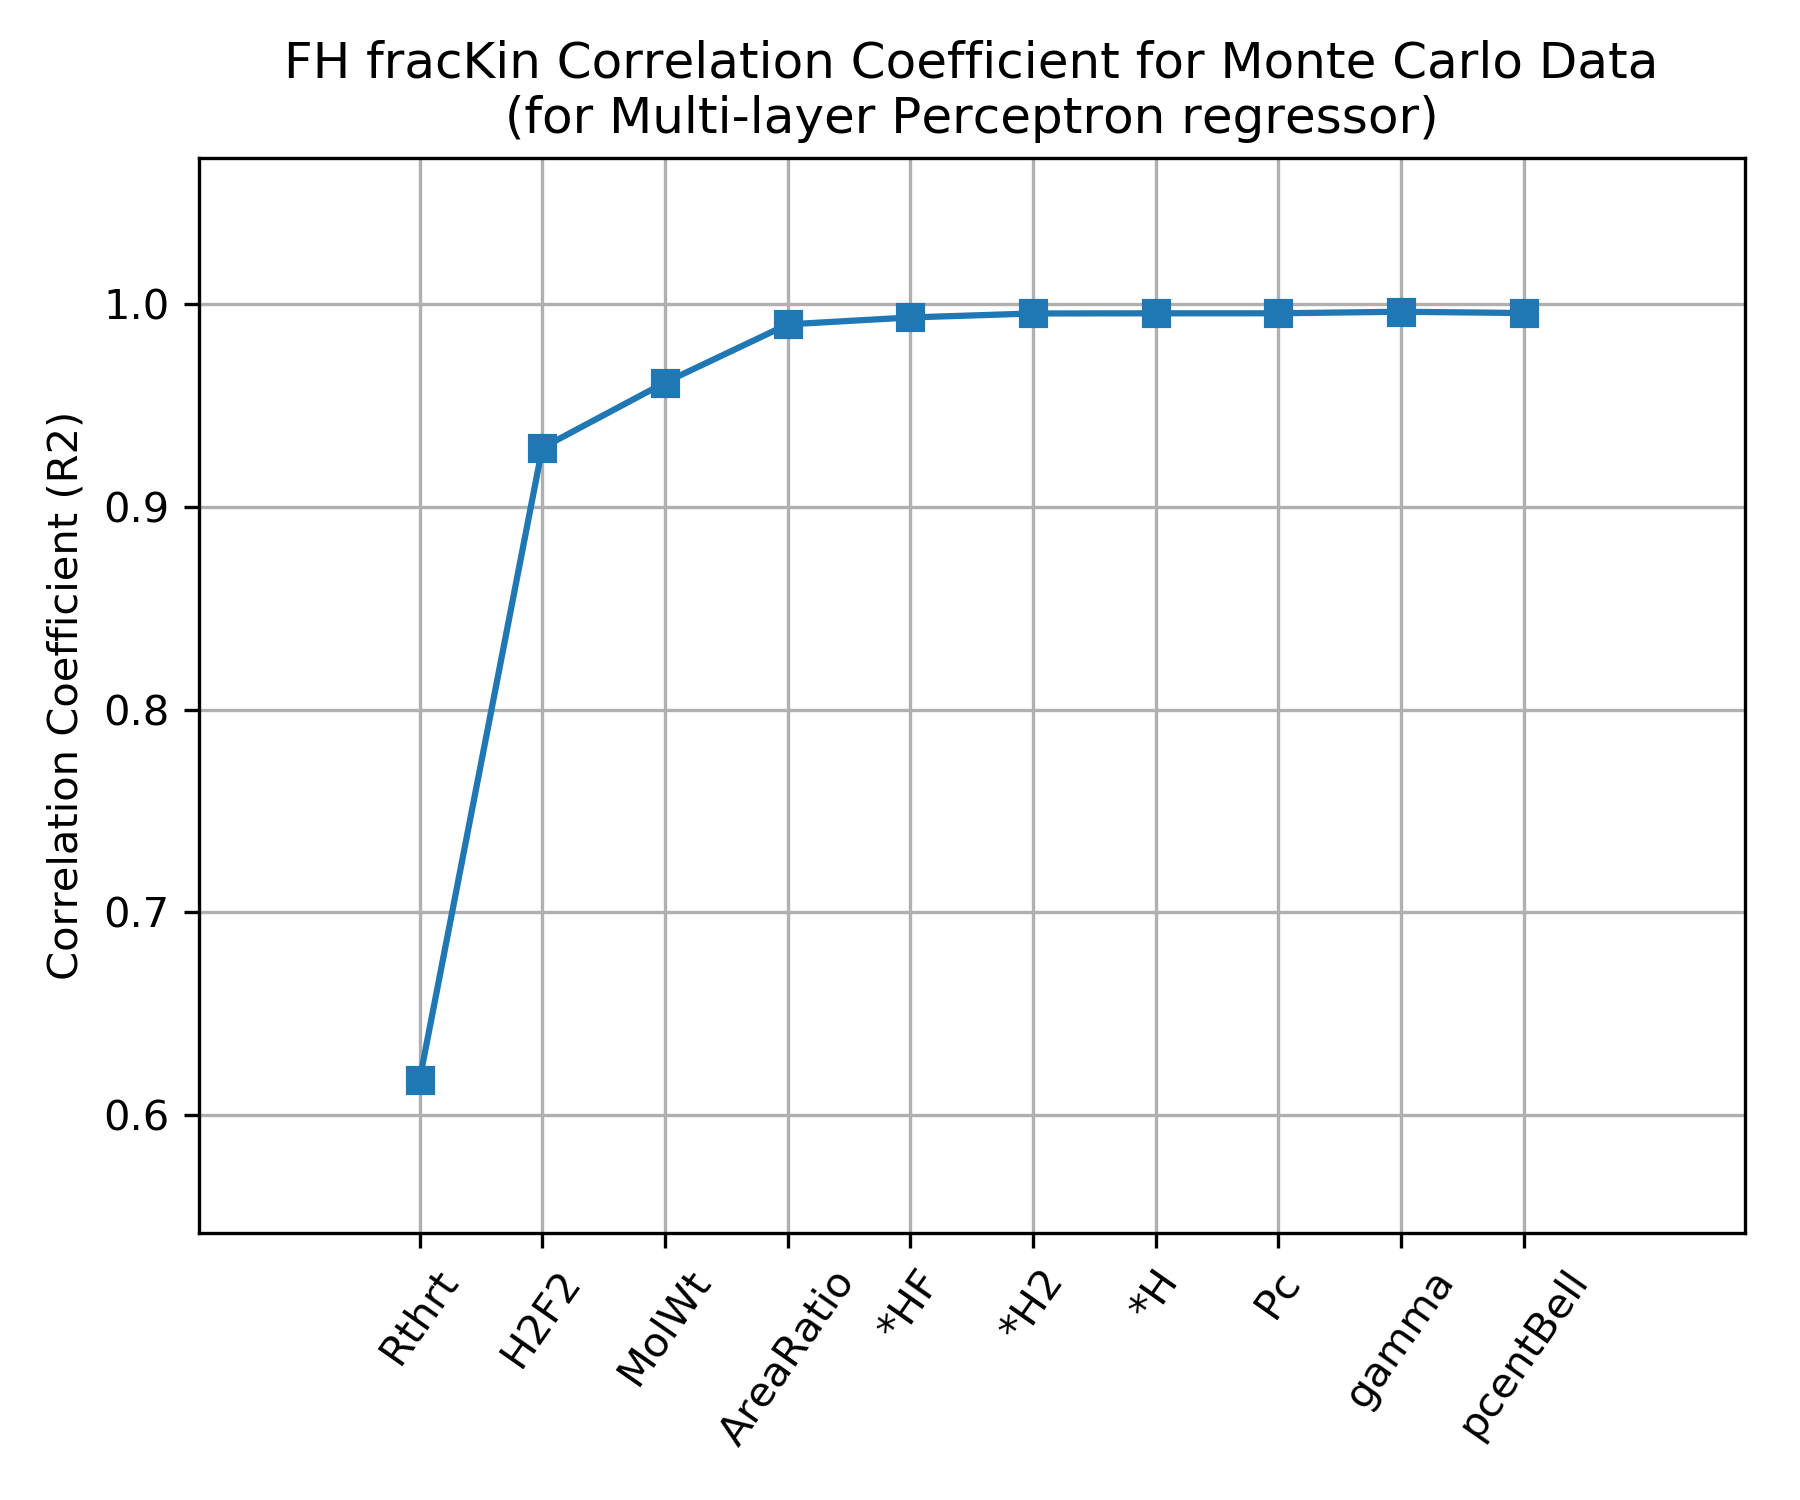 FH fracKin Correlation Coefficient for Monte Carlo Data
(for Multi-layer Perceptron regressor)
Correlation Coefficient (R2)
1.0
0.9
0.8
0.7
0.6
Rthrt
H2F2
MolWt
AreaRatio
*HF
*H2
*H
Pc
gamma
pcentBell